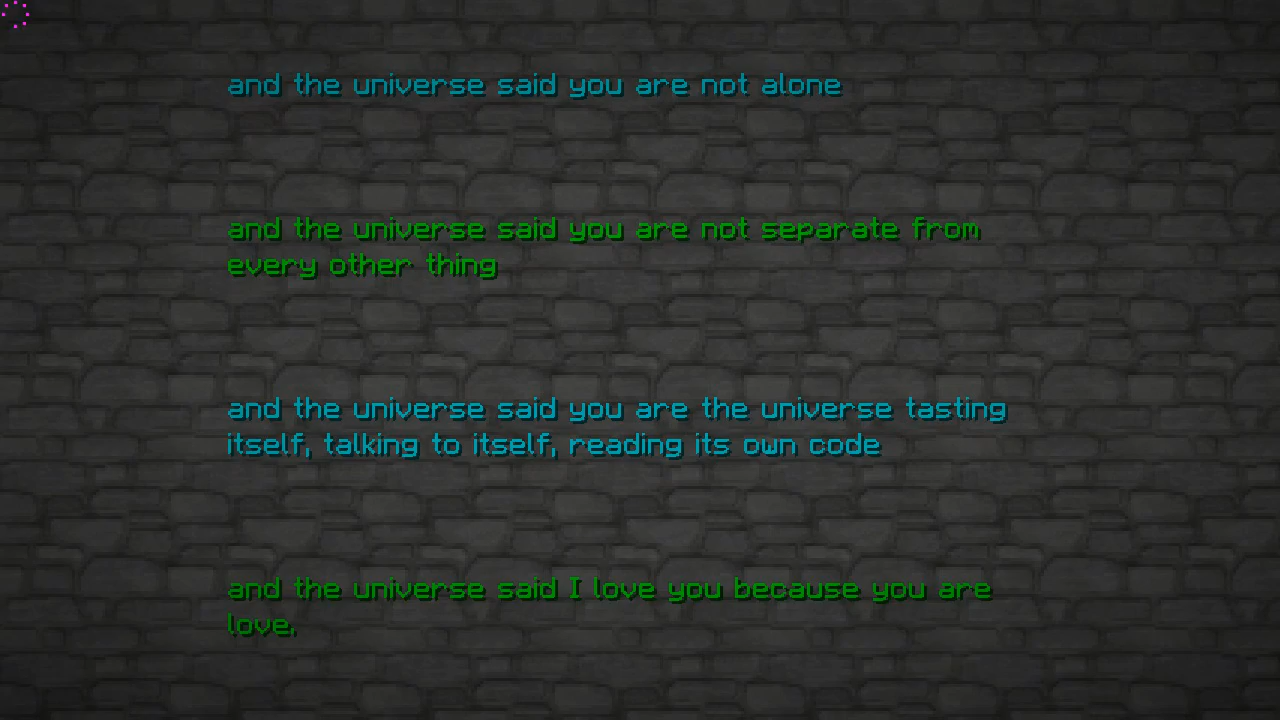 and the universe said you are not alone
and the universe said you are not separate from
every other thing
and the universe said you are the universe tasting
itself, talking to itself, reading its own code
and the universe said I love you because you are
love.